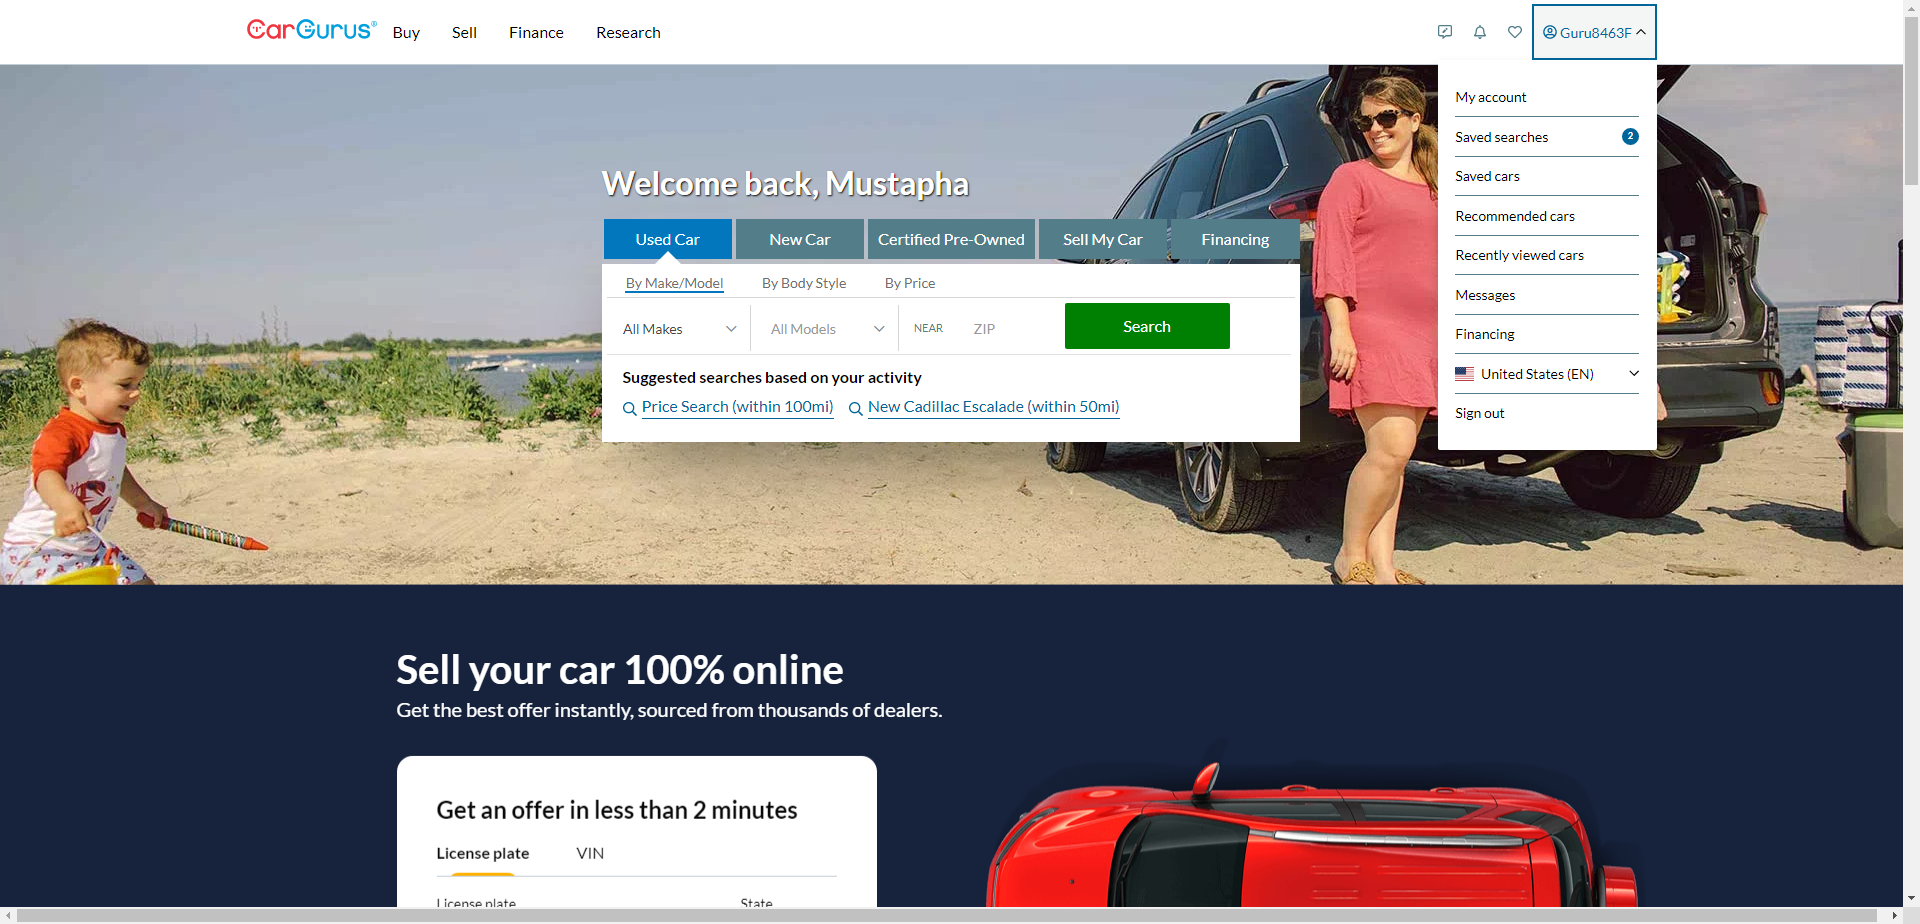 CarGurus®
Buy
Sell
Finance
Research
Guru8463F
My account
Saved searches 2
Saved cars
Recommended cars
Recently viewed cars
Messages
Financing
United States (EN)
Sign out
Welcome back, Mustapha
Used Car
New Car
Certified Pre-Owned
Sell My Car
Financing
By Make/Model
By Body Style
By Price
All Makes
All Models
NEAR
ZIP
Search
Suggested searches based on your activity
Price Search (within 100mi)
New Cadillac Escalade (within 50mi)
Sell your car 100% online
Get the best offer instantly, sourced from thousands of dealers.
Get an offer in less than 2 minutes
License plate
VIN
License plate
State